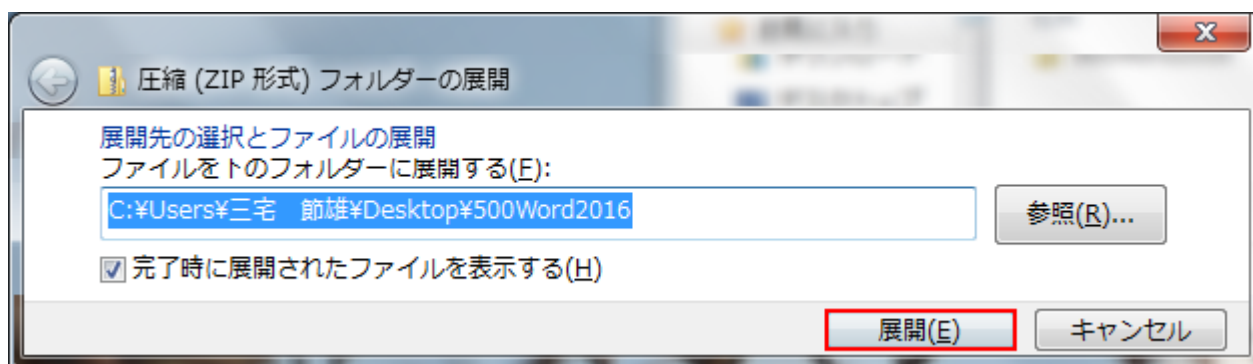 圧縮 (ZIP 形式) フォルダーの展開
展開先の選択とファイルの展開
ファイルを下のフォルダーに展開する(F):
C:¥Users¥三宅　節雄¥Desktop¥500Word2016
参照(R)...
完了時に展開されたファイルを表示する(H)
展開(E)
キャンセル